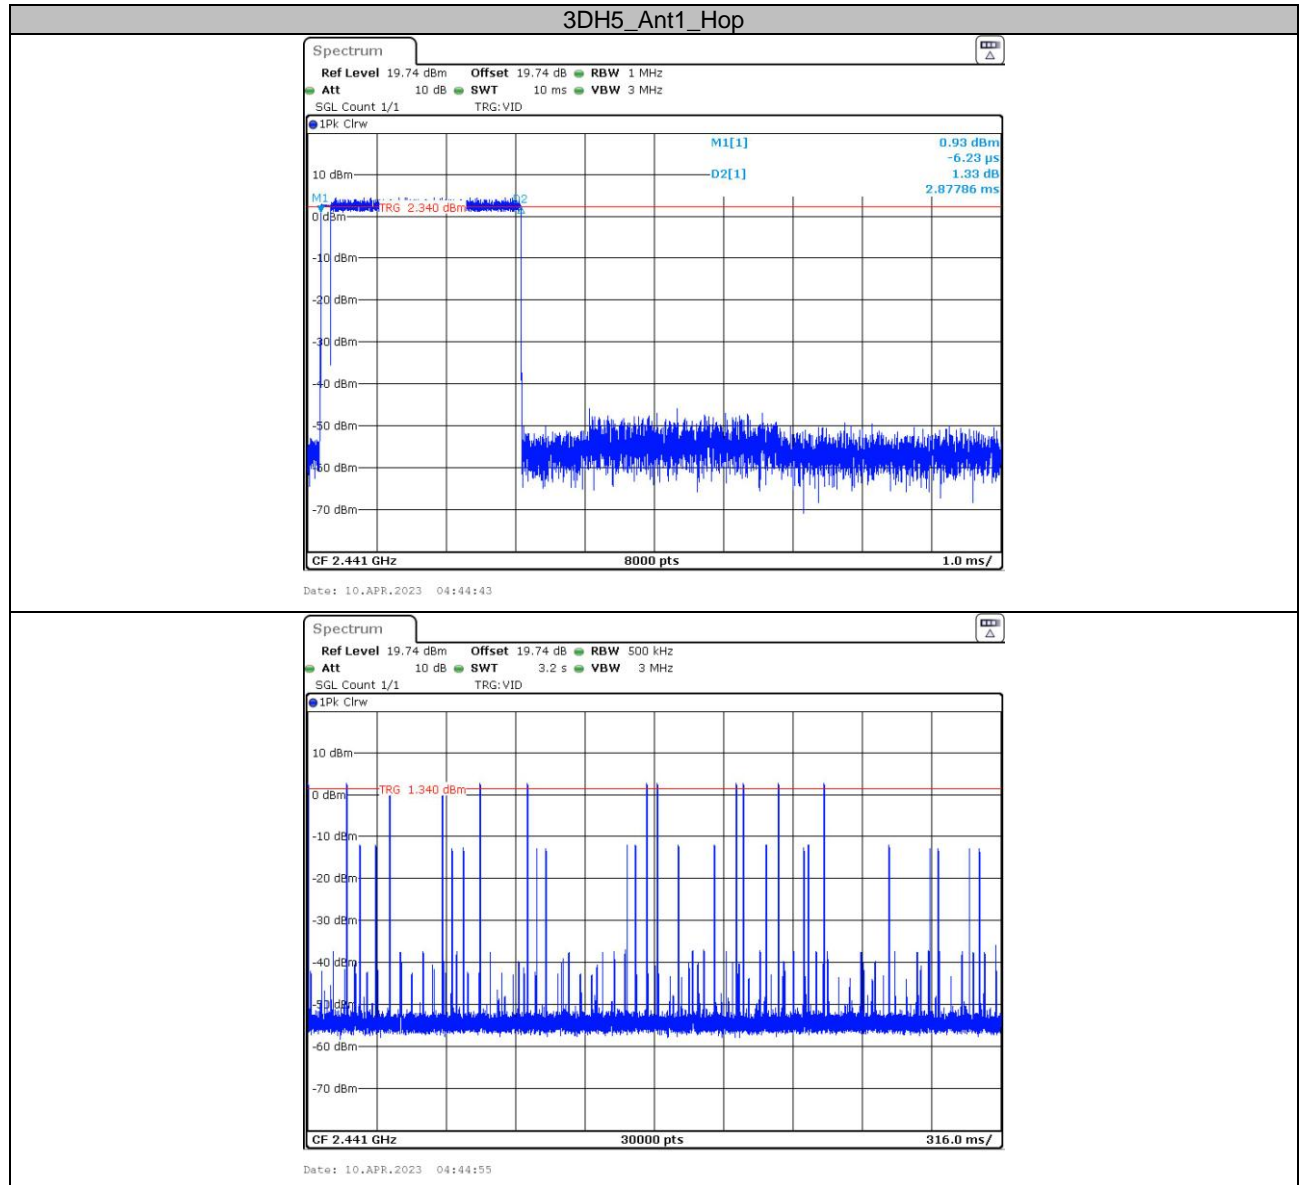 3DH5_Ant1_Hop
Spectrum
Ref Level 19.74 dBm Offset 19.74 dB RBW 1 MHz
Att 10 dB SWT 10 ms VBW 3 MHz
SGL Count 1/1 TRG:VID
1Pk Clrw
M1[1] 0.93 dBm
-6.23 µs
10 dBm D2[1] 1.33 dB
2.87786 ms
M1 D2
TRG 2.340 dBm
0 dBm
-10 dBm
-20 dBm
-30 dBm
-40 dBm
-50 dBm
-60 dBm
-70 dBm
CF 2.441 GHz 8000 pts 1.0 ms/
Date: 10.APR.2023 04:44:43
Spectrum
Ref Level 19.74 dBm Offset 19.74 dB RBW 500 kHz
Att 10 dB SWT 3.2 s VBW 3 MHz
SGL Count 1/1 TRG:VID
1Pk Clrw
10 dBm
TRG 1.340 dBm
0 dBm
-10 dBm
-20 dBm
-30 dBm
-40 dBm
-50 dBm
-60 dBm
-70 dBm
CF 2.441 GHz 30000 pts 316.0 ms/
Date: 10.APR.2023 04:44:55